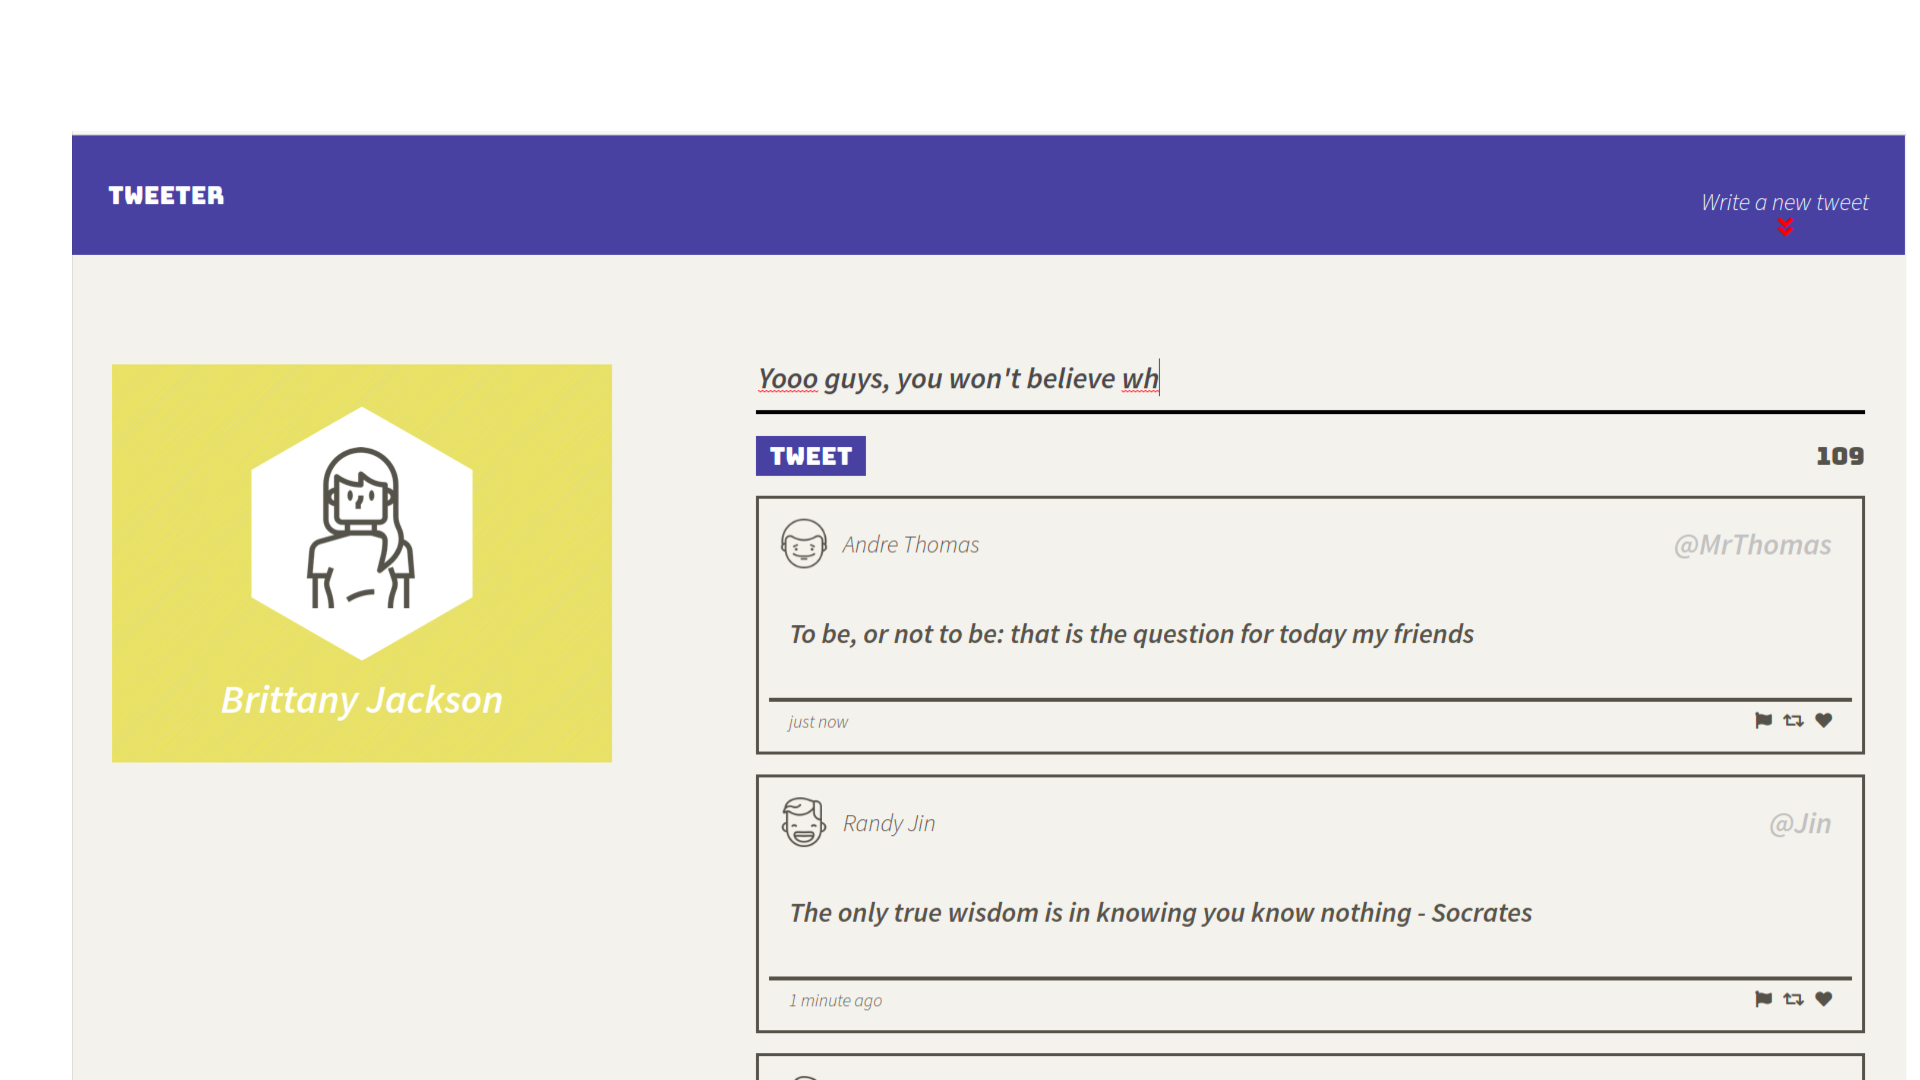 TWEETER
Write a new tweet
Yooo guys, you won't believe wh
TWEET
109
Andre Thomas
@MrThomas
To be, or not to be: that is the question for today my friends
just now
Brittany Jackson
Randy Jin
@Jin
The only true wisdom is in knowing you know nothing - Socrates
1 minute ago